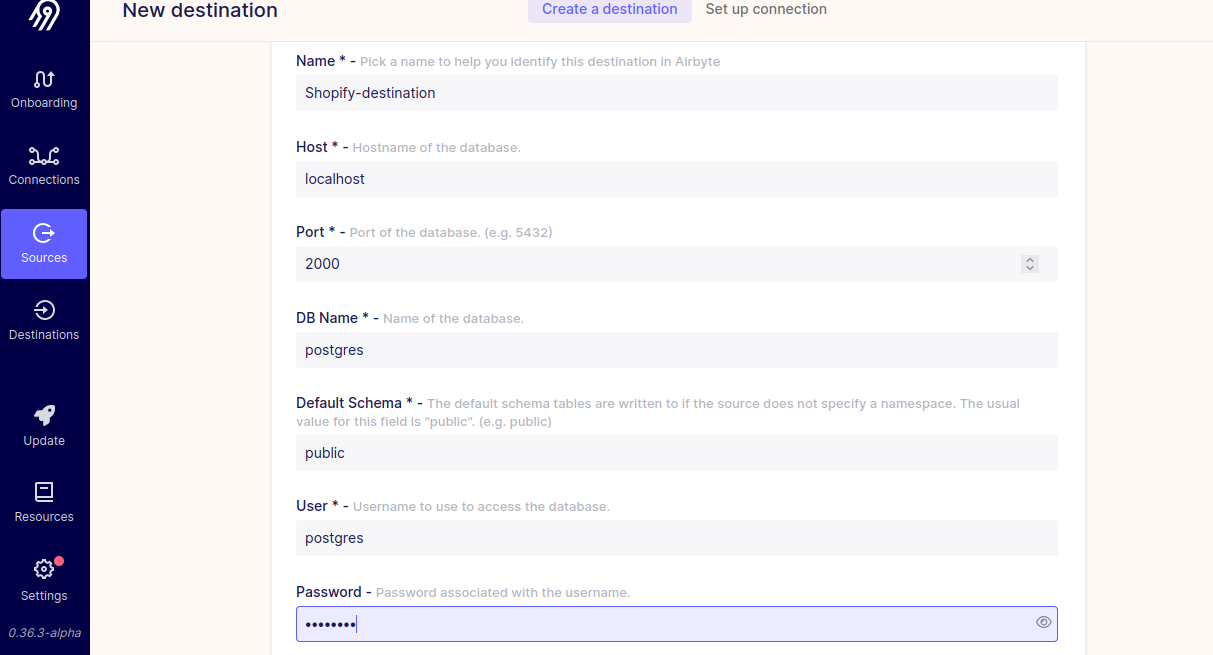 New destination
Create a destination
Set up connection
Onboarding
Connections
Sources
Destinations
Update
Resources
Settings
0.36.3-alpha
Name * - Pick a name to help you identify this destination in Airbyte
Shopify-destination
Host * - Hostname of the database.
localhost
Port * - Port of the database. (e.g. 5432)
2000
DB Name * - Name of the database.
postgres
Default Schema * - The default schema tables are written to if the source does not specify a namespace. The usual
value for this field is "public". (e.g. public)
public
User * - Username to use to access the database.
postgres
Password - Password associated with the username.
••••••••